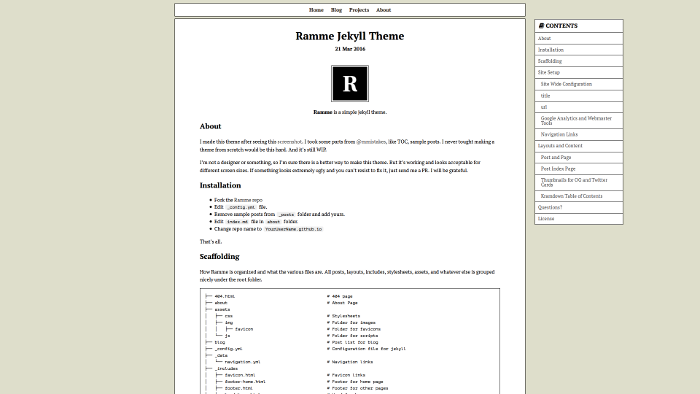 Home Blog Projects About
Ramme Jekyll Theme
21 Mar 2016
R
Ramme is a simple jekyll theme.
About
I made this theme after seeing this screenshot. I took some parts from @mmistakes, like TOC, sample posts. I never tought making a
theme from scratch would be this hard. And it's still WIP.
I'm not a designer or something, so I'm sure there is a better way to make this theme. But it's working and looks acceptable for
different screen sizes. If something looks extremely ugly and you can't resist to fix it, just send me a PR. I will be grateful.
Installation
Fork the Ramme repo
Edit _config.yml file.
Remove sample posts from _posts folder and add yours.
Edit index.md file in about folder.
Change repo name to YourUserName.github.io
That's all.
Scaffolding
How Ramme is organized and what the various files are. All posts, layouts, includes, stylesheets, assets, and whatever else is grouped
nicely under the root folder.
├── 404.html # 404 page
├── about # About Page
├── assets
│ ├── css # Stylesheets
│ ├── img # Folder for images
│ │ ├── favicon # Folder for favicons
│ └── js # Folder for scripts
├── blog # Post list for blog
├── _config.yml # Configuration file for jekyll
├── _data
│ └── navigation.yml # Navigation links
├── _includes
│ ├── favicon.html # Favicon links
│ ├── footer-home.html # Footer for home page
│ ├── footer.html # Footer for other pages
CONTENTS
About
Installation
Scaffolding
Site Setup
Site Wide Configuration
title
url
Google Analytics and Webmaster
Tools
Navigation Links
Layouts and Content
Post and Page
Post Index Page
Thumbnails for OG and Twitter
Cards
Kramdown Table of Contents
Questions?
License